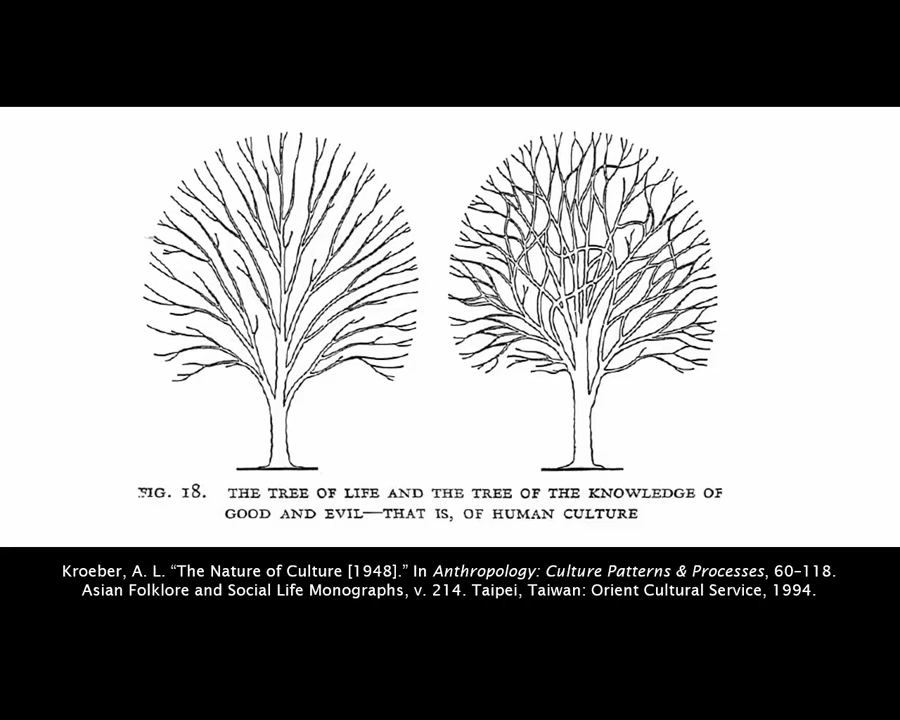 FIG. 18. THE TREE OF LIFE AND THE TREE OF THE KNOWLEDGE OF
GOOD AND EVIL—THAT IS, OF HUMAN CULTURE
Kroeber, A. L. “The Nature of Culture [1948].” In Anthropology: Culture Patterns & Processes, 60–118.
Asian Folklore and Social Life Monographs, v. 214. Taipei, Taiwan: Orient Cultural Service, 1994.